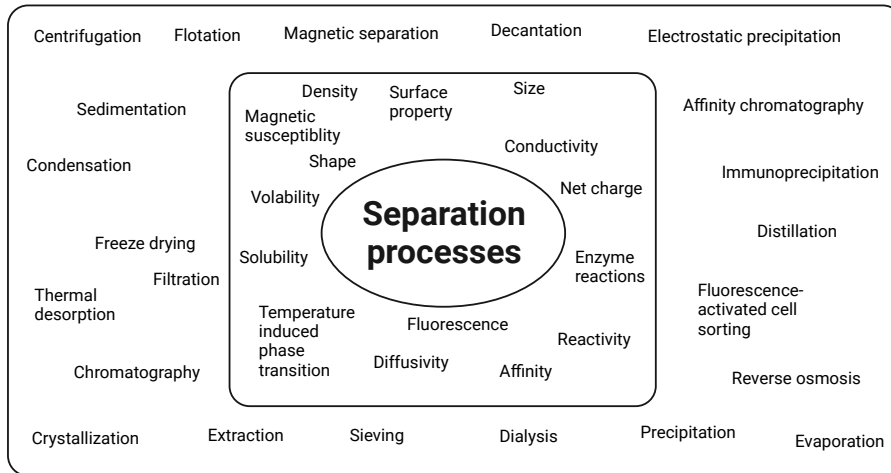 Centrifugation
Flotation
Magnetic separation
Decantation
Electrostatic precipitation
Sedimentation
Affinity chromatography
Condensation
Immunoprecipitation
Distillation
Freeze drying
Filtration
Thermal
desorption
Fluorescence-
activated cell
sorting
Chromatography
Reverse osmosis
Crystallization
Extraction
Sieving
Dialysis
Precipitation
Evaporation
Density
Surface
property
Size
Magnetic
susceptiblity
Conductivity
Shape
Volability
Net charge
Solubility
Enzyme
reactions
Temperature
induced
phase
transition
Fluorescence
Reactivity
Diffusivity
Affinity
Separation
processes